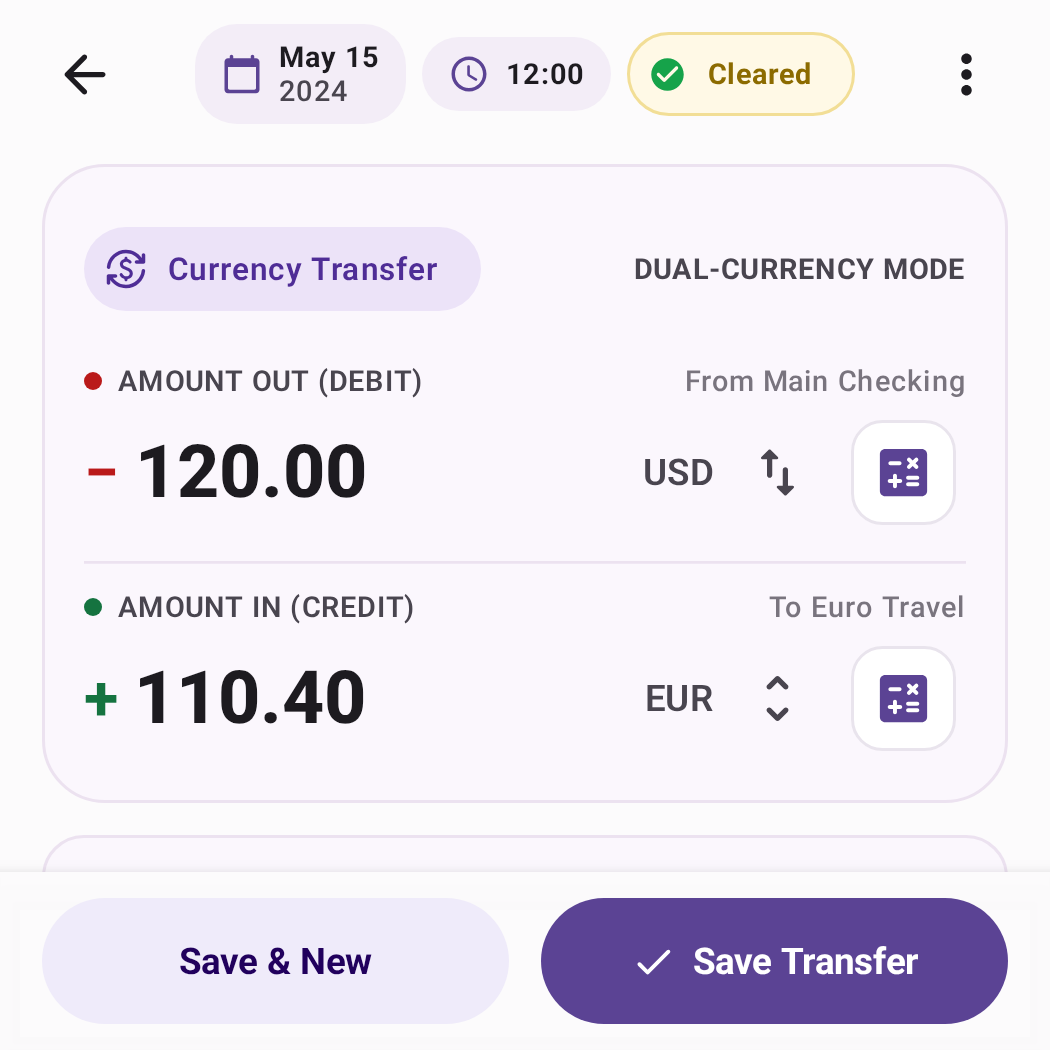 May 15
2024
12:00
Cleared
Currency Transfer
DUAL-CURRENCY MODE
AMOUNT OUT (DEBIT)
From Main Checking
− 120.00
USD
AMOUNT IN (CREDIT)
To Euro Travel
+ 110.40
EUR
Save & New
Save Transfer